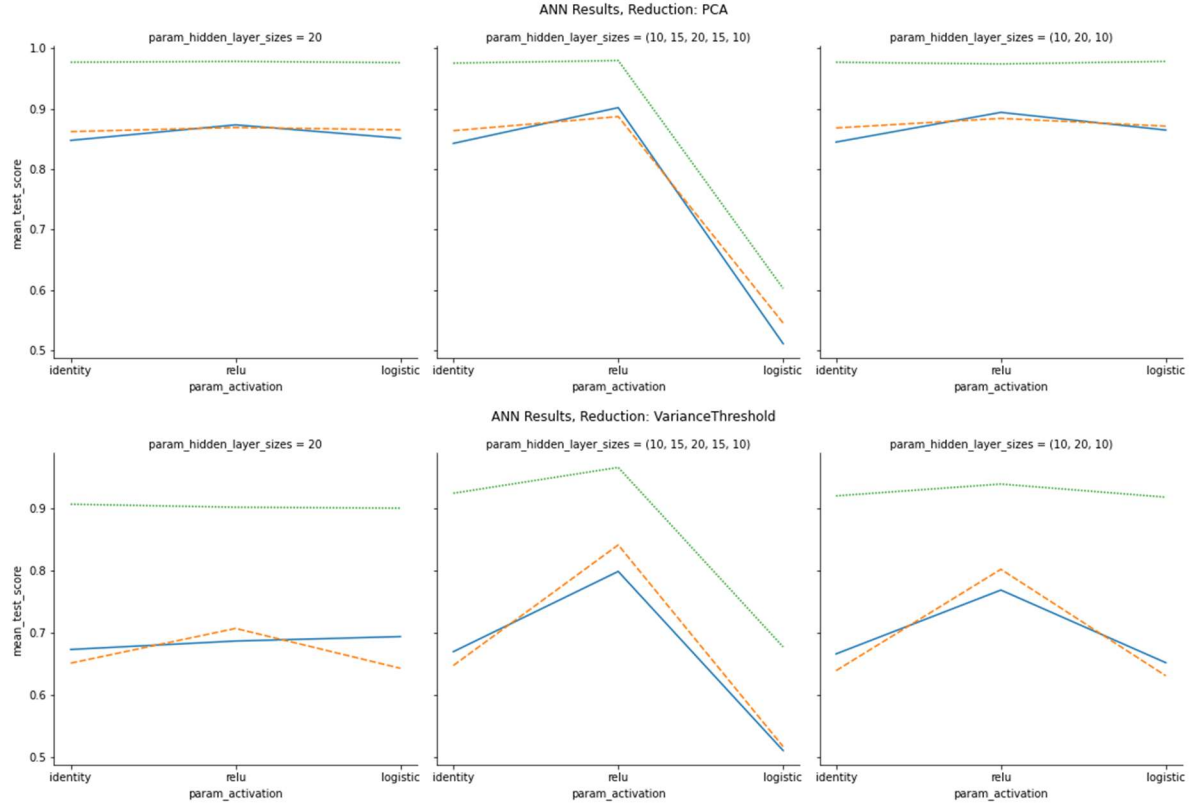 ANN Results, Reduction: PCA
param_hidden_layer_sizes = 20
param_hidden_layer_sizes = (10, 15, 20, 15, 10)
param_hidden_layer_sizes = (10, 20, 10)
mean_test_score
1.0
0.9
0.8
0.7
0.6
0.5
identity relu logistic
param_activation
identity relu logistic
param_activation
identity relu logistic
param_activation
ANN Results, Reduction: VarianceThreshold
param_hidden_layer_sizes = 20
param_hidden_layer_sizes = (10, 15, 20, 15, 10)
param_hidden_layer_sizes = (10, 20, 10)
mean_test_score
0.9
0.8
0.7
0.6
0.5
identity relu logistic
param_activation
identity relu logistic
param_activation
identity relu logistic
param_activation